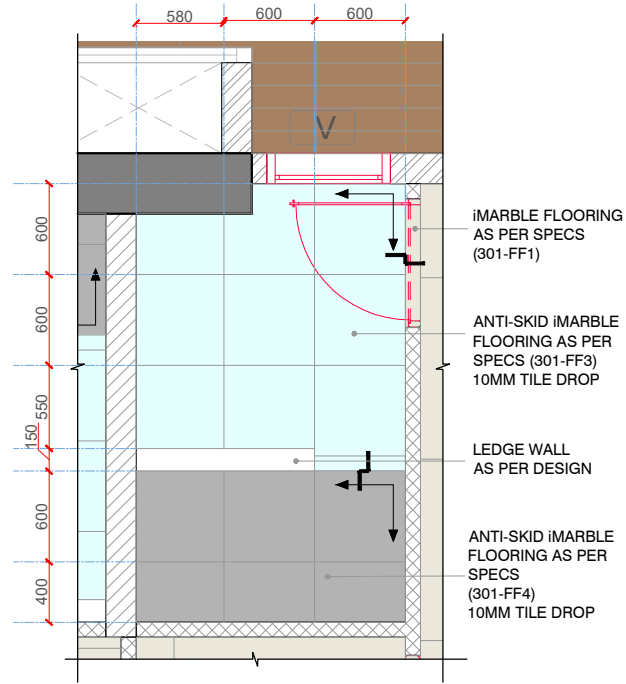 580
600
600
V
600
600
550
150
600
400
iMARBLE FLOORING
AS PER SPECS
(301-FF1)
ANTI-SKID iMARBLE
FLOORING AS PER
SPECS (301-FF3)
10MM TILE DROP
LEDGE WALL
AS PER DESIGN
ANTI-SKID iMARBLE
FLOORING AS PER
SPECS
(301-FF4)
10MM TILE DROP